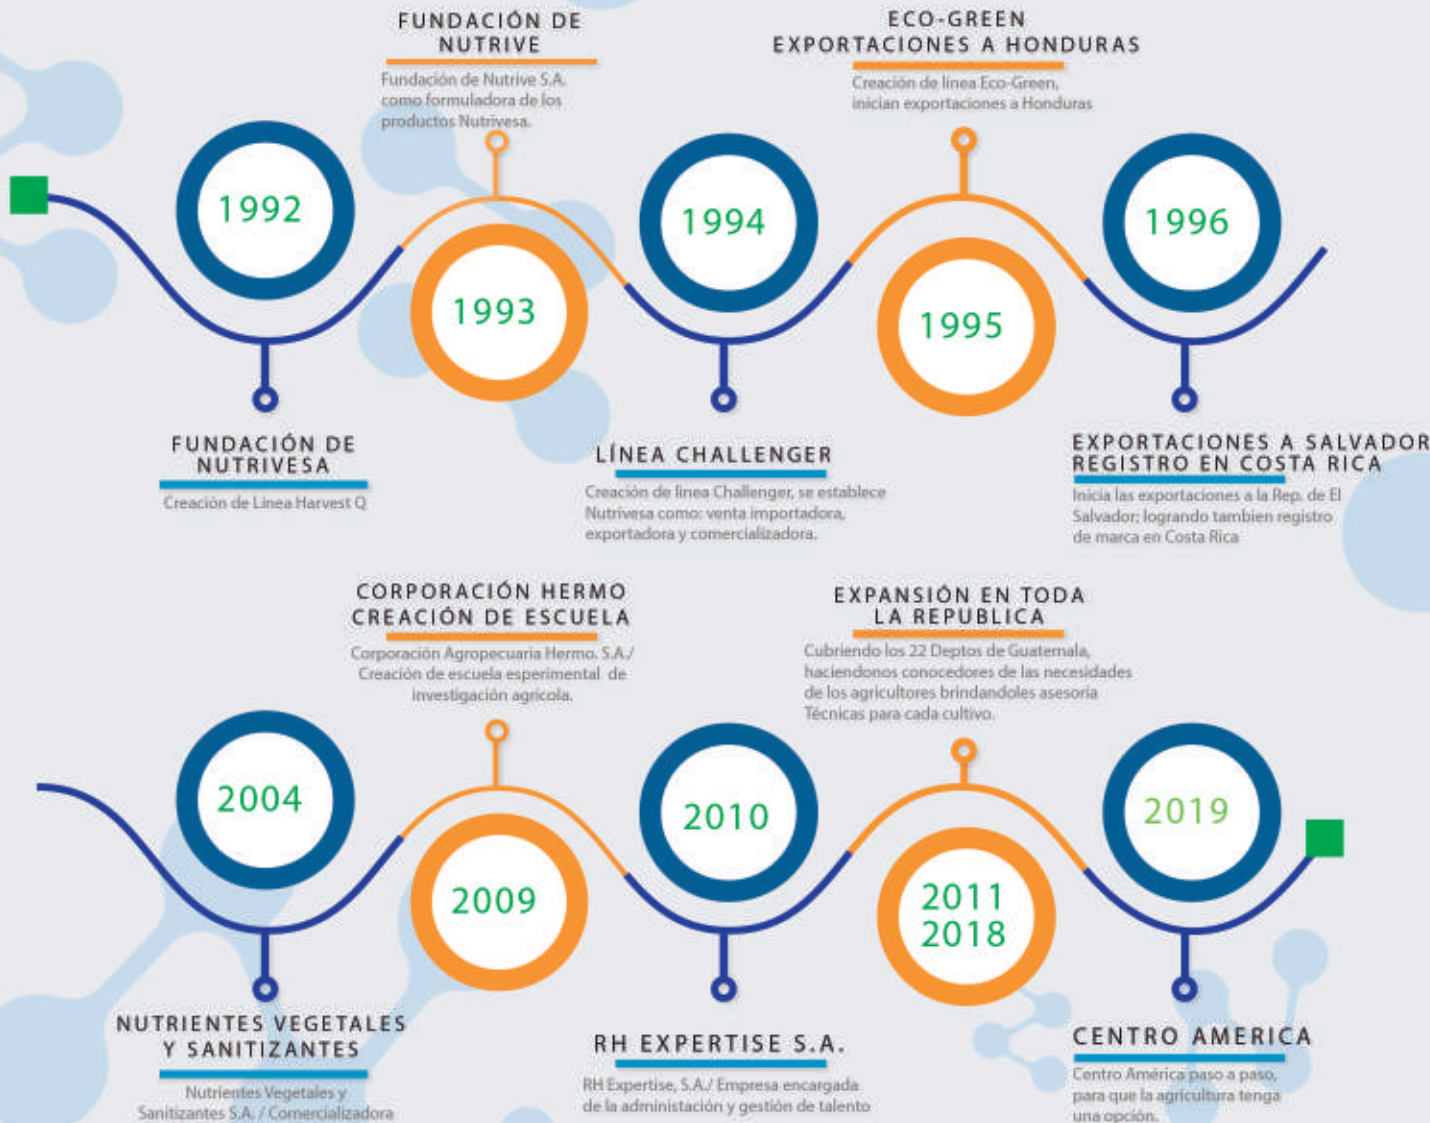 FUNDACIÓN DE
NUTRIVE
Fundación de Nutrive S.A.
como formuladora de los
productos Nutrivesa.
ECO-GREEN
EXPORTACIONES A HONDURAS
Creación de línea Eco-Green,
inician exportaciones a Honduras
1992
1993
1994
1995
1996
FUNDACIÓN DE
NUTRIVESA
Creación de Linea Harvest Q
LÍNEA CHALLENGER
Creación de línea Challenger, se establece
Nutrivesa como: venta importadora,
exportadora y comercializadora.
EXPORTACIONES A SALVADOR
REGISTRO EN COSTA RICA
Inicia las exportaciones a la Rep. de El
Salvador; logrando tambien registro
de marca en Costa Rica
CORPORACIÓN HERMO
CREACIÓN DE ESCUELA
Corporación Agropecuaria Hermo, S.A./
Creación de escuela esperimental de
investigación agrícola.
EXPANSIÓN EN TODA
LA REPUBLICA
Cubriendo los 22 Deptos de Guatemala,
haciendonos conocedores de las necesidades
de los agricultores brindandoles asesoría
Técnicas para cada cultivo.
2004
2009
2010
2011
2018
2019
NUTRIENTES VEGETALES
Y SANITIZANTES
Nutrientes Vegetales y
Sanitizantes S.A. / Comercializadora
RH EXPERTISE S.A.
RH Expertise, S.A./ Empresa encargada
de la administación y gestión de talento
CENTRO AMERICA
Centro América paso a paso,
para que la agricultura tenga
una opción.